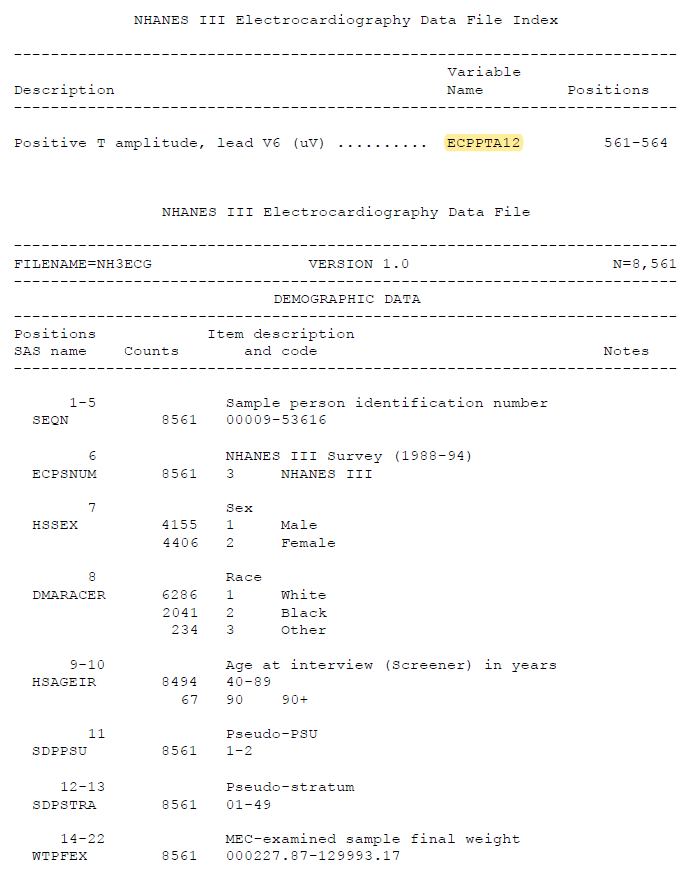 NHANES III Electrocardiography Data File Index
-------------------------------------------------------------------------
Variable
Description Name Positions
-------------------------------------------------------------------------
Positive T amplitude, lead V6 (uV) .......... ECPPTA12 561-564
NHANES III Electrocardiography Data File
-------------------------------------------------------------------------
FILENAME=NH3ECG VERSION 1.0 N=8,561
-------------------------------------------------------------------------
DEMOGRAPHIC DATA
-------------------------------------------------------------------------
Positions Item description
SAS name Counts and code Notes
-------------------------------------------------------------------------
1-5 Sample person identification number
SEQN 8561 00009-53616
6 NHANES III Survey (1988-94)
ECPSNUM 8561 3 NHANES III
7 Sex
HSSEX 4155 1 Male
4406 2 Female
8 Race
DMARACER 6286 1 White
2041 2 Black
234 3 Other
9-10 Age at interview (Screener) in years
HSAGEIR 8494 40-89
67 90 90+
11 Pseudo-PSU
SDPPSU 8561 1-2
12-13 Pseudo-stratum
SDPSTRA 8561 01-49
14-22 MEC-examined sample final weight
WTPFEX 8561 000227.87-129993.17